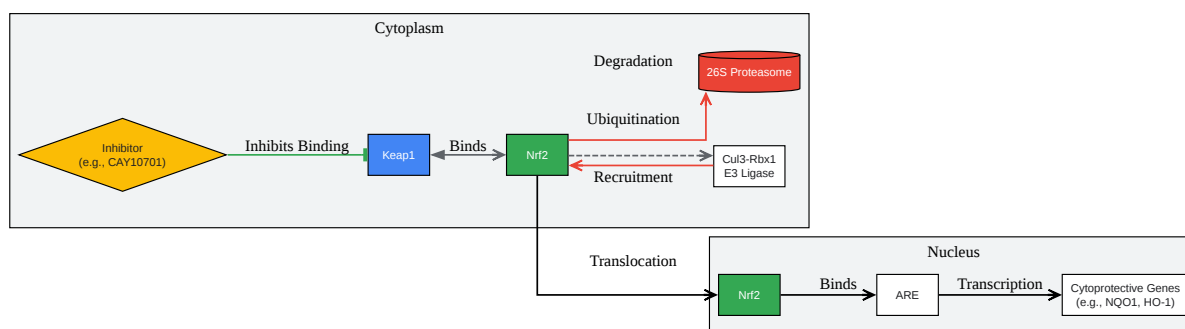 Cytoplasm
Degradation
26S Proteasome
Ubiquitination
Inhibitor
(e.g., CAY10701)
Inhibits Binding
Keap1
Binds
Nrf2
Cul3-Rbx1
E3 Ligase
Recruitment
Translocation
Nucleus
Nrf2
Binds
ARE
Transcription
Cytoprotective Genes
(e.g., NQO1, HO-1)